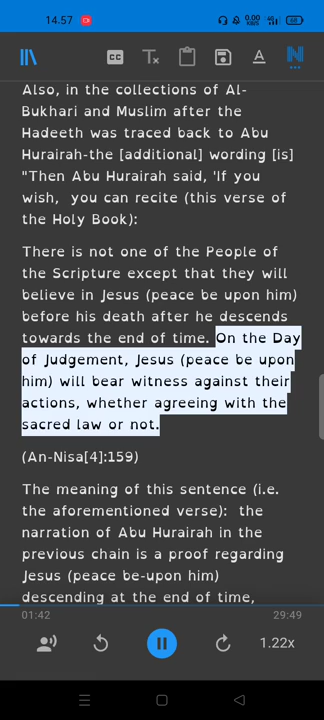 14.57
0.00
KB/s
4G
68
CC
A
N
Also, in the collections of Al-
Bukhari and Muslim after the
Hadeeth was traced back to Abu
Hurairah-the [additional] wording [is]
"Then Abu Hurairah said, 'If you
wish,  you can recite (this verse of
the Holy Book):
There is not one of the People of
the Scripture except that they will
believe in Jesus (peace be upon him)
before his death after he descends
towards the end of time. On the Day
of Judgement, Jesus (peace be upon
him) will bear witness against their
actions, whether agreeing with the
sacred law or not.
(An-Nisa[4]:159)
The meaning of this sentence (i.e.
the aforementioned verse):  the
narration of Abu Hurairah in the
previous chain is a proof regarding
Jesus (peace be-upon him)
descending at the end of time,
01:42
29:49
1.22x